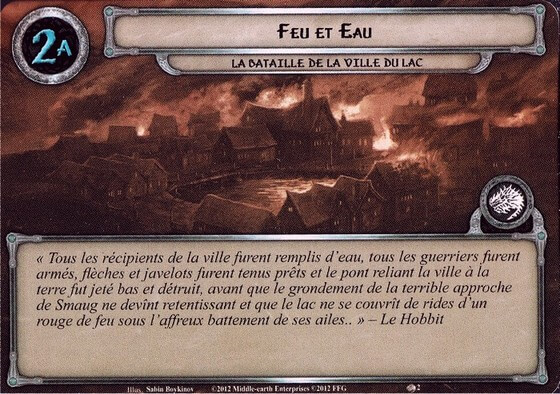 2A
Feu et Eau
La Bataille de la Ville du Lac
« Tous les récipients de la ville furent remplis d'eau, tous les guerriers furent
armés, flèches et javelots furent tenus prêts et le pont reliant la ville à la
terre fut jeté bas et détruit, avant que le grondement de la terrible approche
de Smaug ne devînt retentissant et que le lac ne se couvrît de rides d'un
rouge de feu sous l'affreux battement de ses ailes.. » – Le Hobbit
Illus. Sabin Boykinov ©2012 Middle-earth Enterprises ©2012 FFG 2